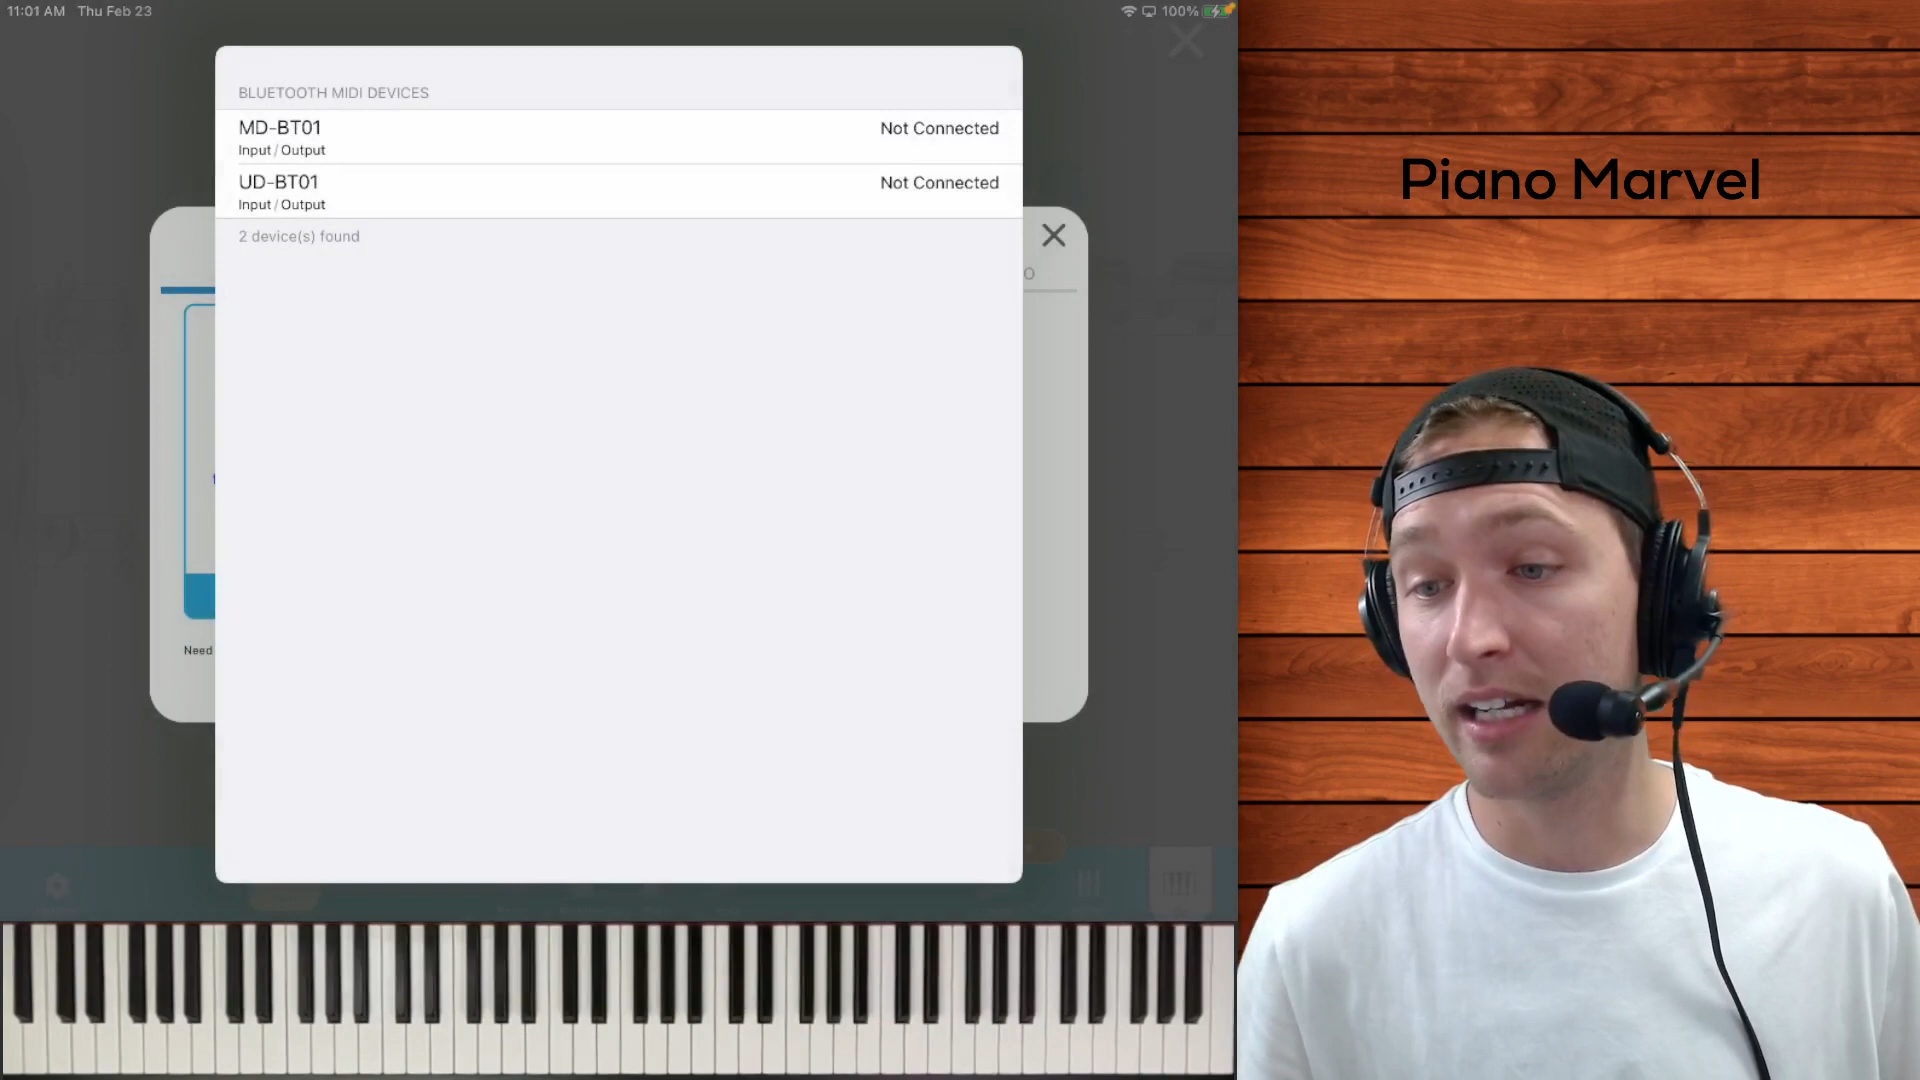 11:01 AM Thu Feb 23
100%
BLUETOOTH MIDI DEVICES
MD-BT01
Not Connected
Input / Output
UD-BT01
Not Connected
Input / Output
2 device(s) found
Need
Piano Marvel